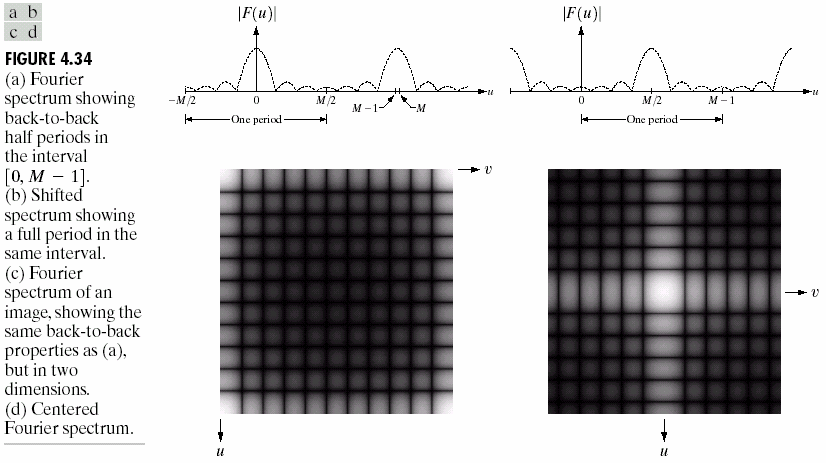 a b
c d
FIGURE 4.34
(a) Fourier
spectrum showing
back-to-back
half periods in
the interval
[0, M − 1].
(b) Shifted
spectrum showing
a full period in the
same interval.
(c) Fourier
spectrum of an
image, showing the
same back-to-back
properties as (a),
but in two
dimensions.
(d) Centered
Fourier spectrum.
|F(u)|
−M/2 0 M/2 M − 1 M u
One period
|F(u)|
0 M/2 M − 1 u
One period
v
u
v
u